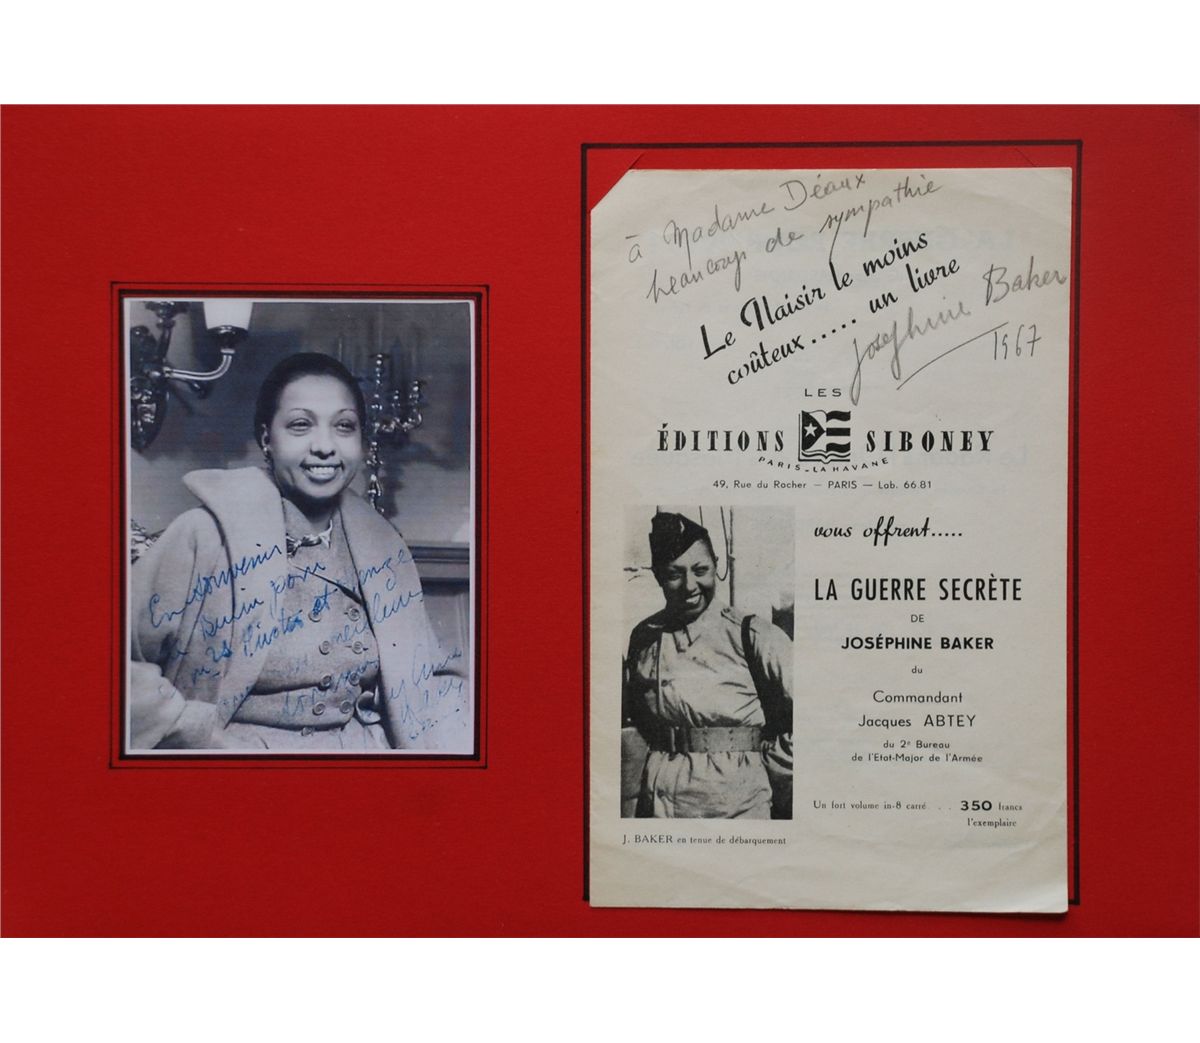 En souvenir
à Madame Déaux
beaucoup de sympathie
Joséphine Baker
1967
Le Plaisir le moins
coûteux..... un livre
LES
ÉDITIONS SIBONEY
PARIS - LA HAVANE
49, Rue du Rocher — PARIS — Lab. 66.81
vous offrent.....
LA GUERRE SECRÈTE
DE
JOSÉPHINE BAKER
du
Commandant
Jacques ABTEY
du 2e Bureau
de l'Etat-Major de l'Armée
Un fort volume in-8 carré . . . 350 francs
l'exemplaire
J. BAKER en tenue de débarquement